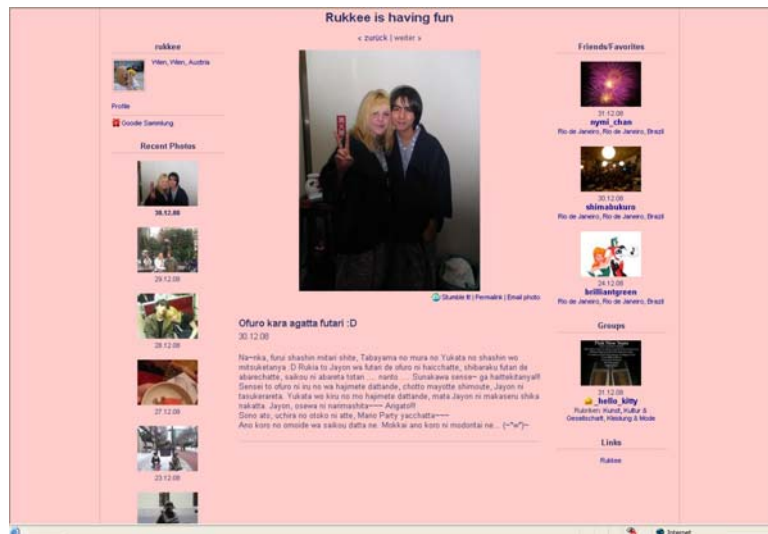 Rukkee is having fun
< zurück | weiter >
rukkee
Wien, Wien, Austria
Profile
Goodie Sammlung
Recent Photos
30.12.08
29.12.08
28.12.08
27.12.08
23.12.08
Stumble It! | Permalink | Email photo
Ofuro kara agatta futari :D
30.12.08
Na~nka, furui shashin mitari shite, Tabayama no mura no Yukata no shashin wo
mitsuketanya :D Rukia to Jayon wa futari de ofuro ni haicchatte, shibaraku futari de
abarechatte, saikou ni abareta totari .... nanto .... Sunakawa sense~ ga haittekitanya!!!
Sensei to ofuro ni iru no wa hajimete dattande, chotto mayotte shimoute, Jayon ni
tasukerareta. Yukata wo kiru no mo hajimete dattande, mata Jayon ni makaseru shika
nakatta. Jayon, osewa ni narimashita~~~ Arigato!!!
Sono ato, uchira no otoko ni atte, Mario Party yacchatta~~~
Ano koro no omoide wa saikou datta ne. Mokkai ano koro ni modontai ne...
Friends/Favorites
31.12.08
nymi_chan
Rio de Janeiro, Rio de Janeiro, Brazil
30.12.08
shimabukuro
Rio de Janeiro, Rio de Janeiro, Brazil
24.12.08
brilliantgreen
Rio de Janeiro, Rio de Janeiro, Brazil
Groups
31.12.08
_hello_kitty
Rubriken: Kunst, Kultur &
Gesellschaft, Kleidung & Mode
Links
Rukkee
Internet